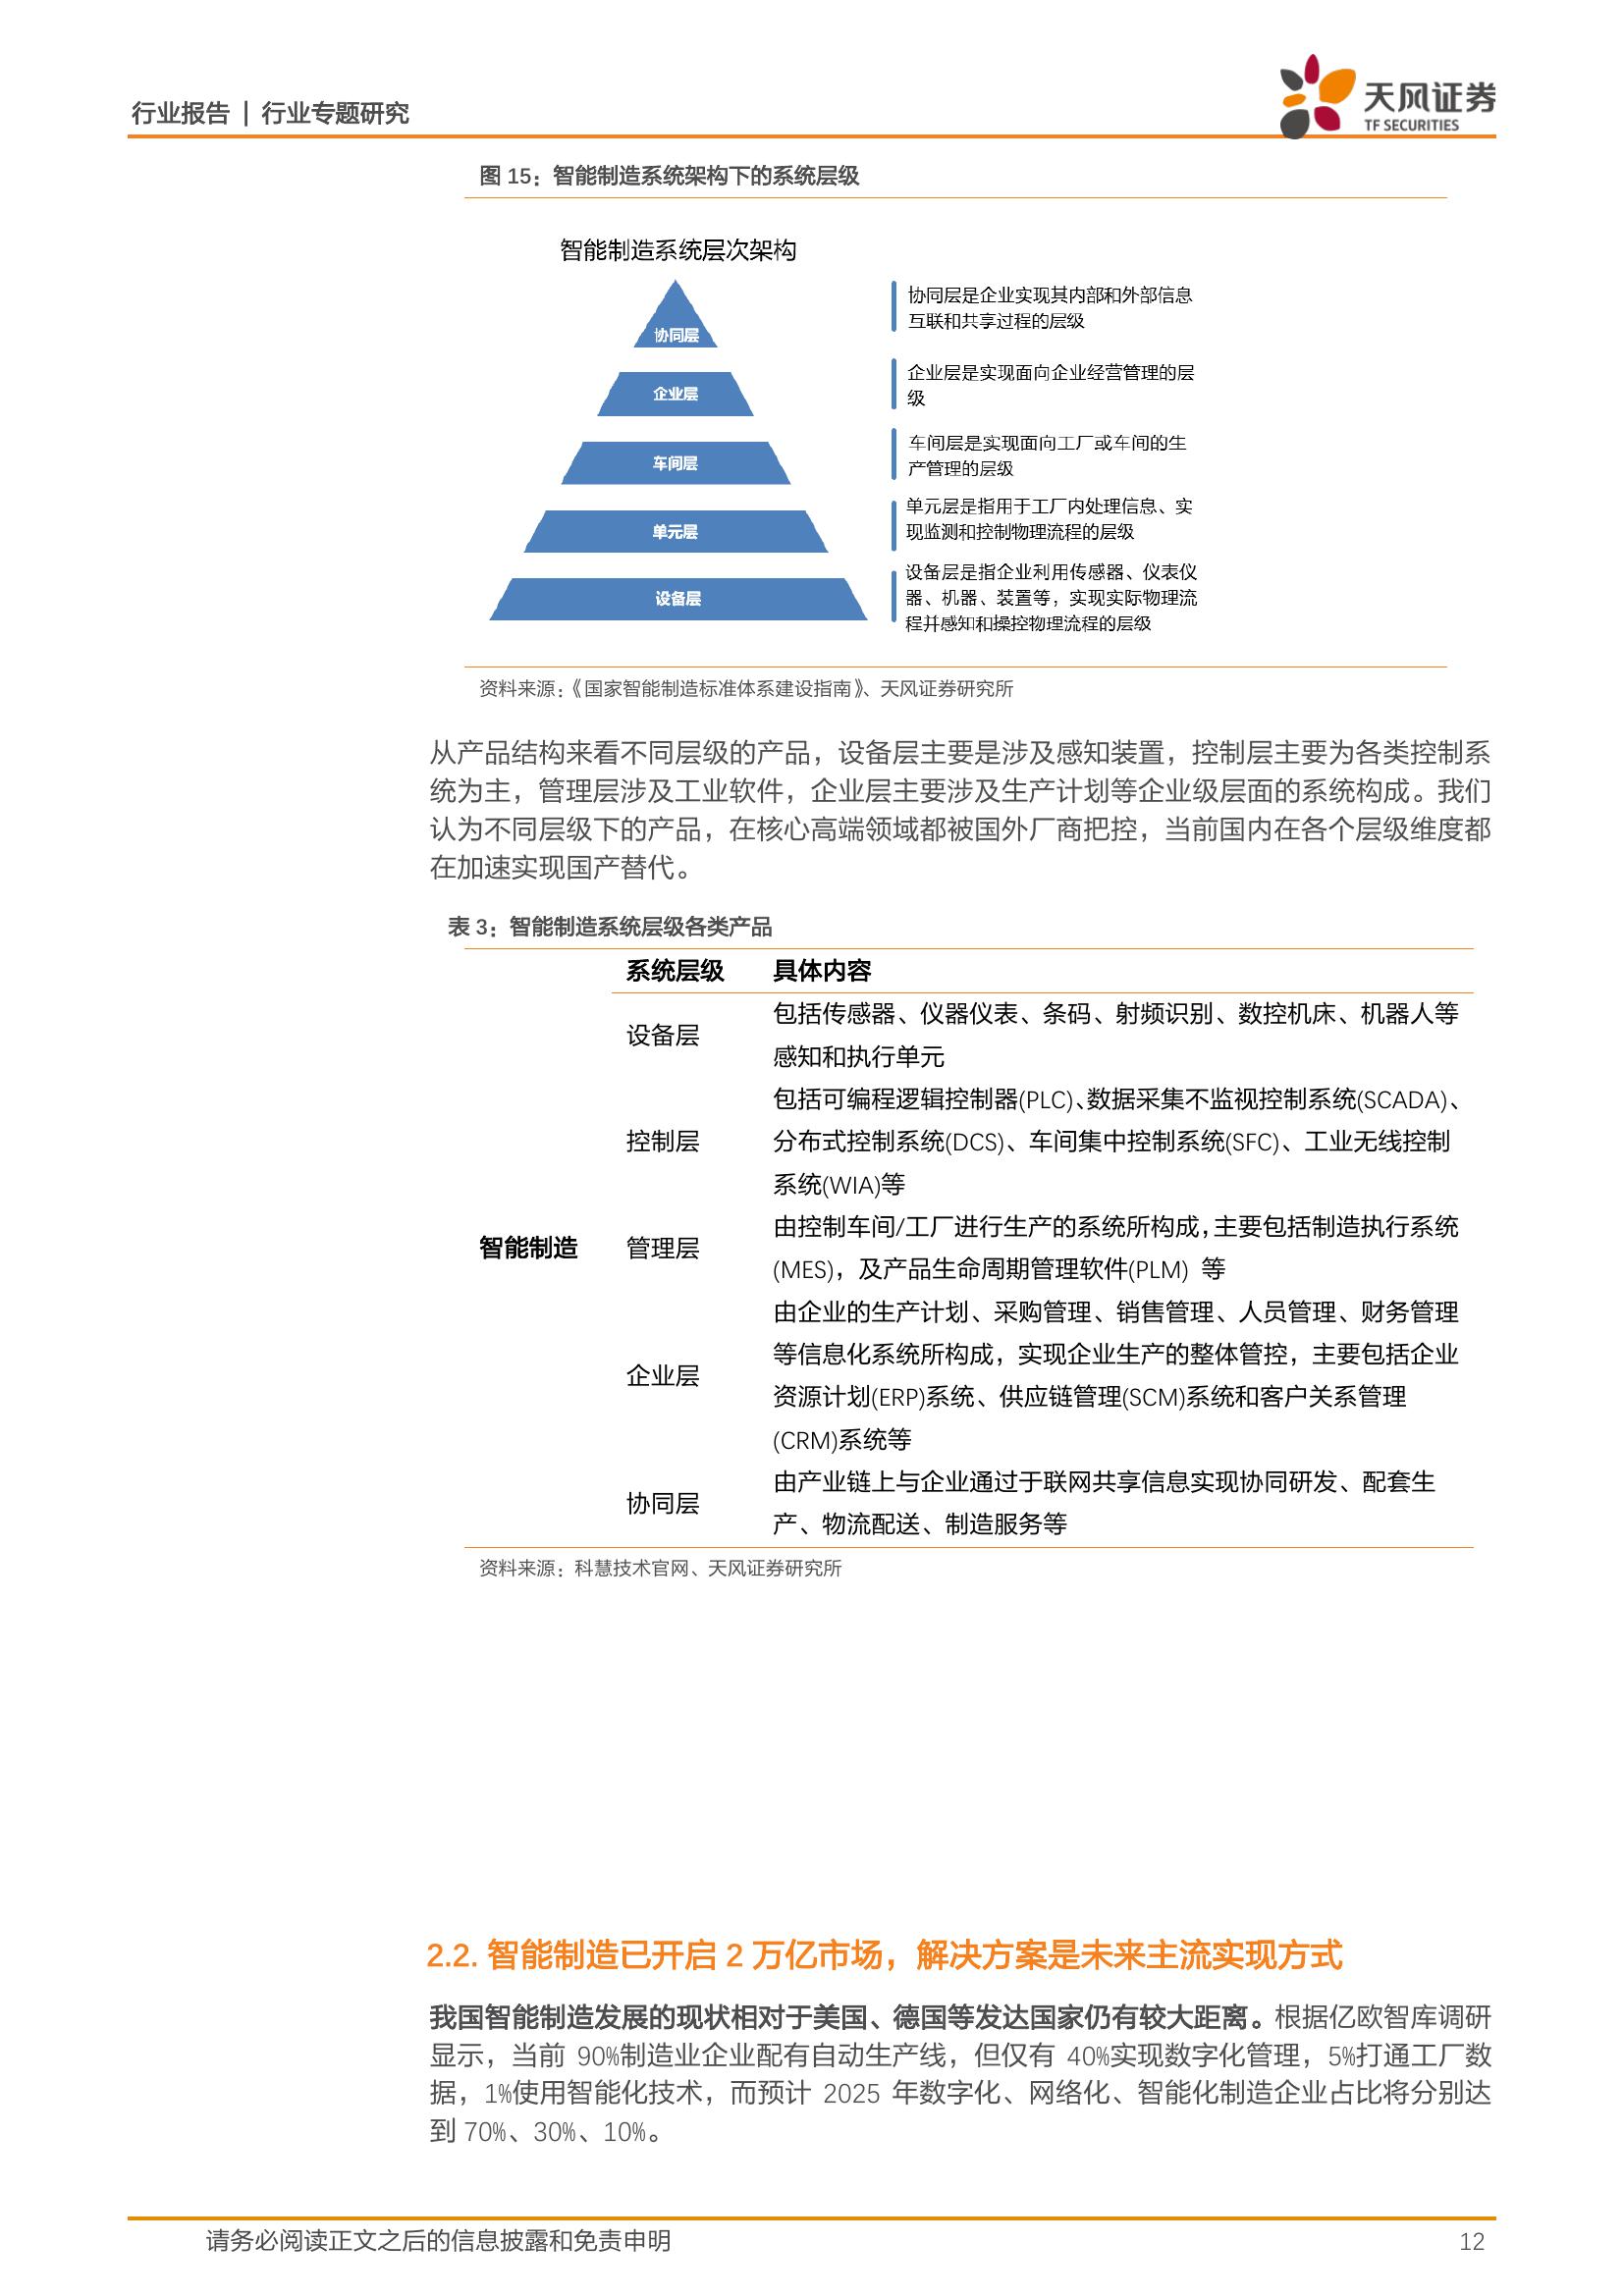 行业报告 | 行业专题研究
天风证券
TF SECURITIES
图 15：智能制造系统架构下的系统层级
智能制造系统层次架构
协同层
协同层是企业实现其内部和外部信息
互联和共享过程的层级
企业层
企业层是实现面向企业经营管理的层
级
车间层
车间层是实现面向工厂或车间的生
产管理的层级
单元层
单元层是指用于工厂内处理信息、实
现监测和控制物理流程的层级
设备层
设备层是指企业利用传感器、仪表仪
器、机器、装置等，实现实际物理流
程并感知和操控物理流程的层级
资料来源：《国家智能制造标准体系建设指南》、天风证券研究所
从产品结构来看不同层级的产品，设备层主要是涉及感知装置，控制层主要为各类控制系
统为主，管理层涉及工业软件，企业层主要涉及生产计划等企业级层面的系统构成。我们
认为不同层级下的产品，在核心高端领域都被国外厂商把控，当前国内在各个层级维度都
在加速实现国产替代。
表 3：智能制造系统层级各类产品
系统层级 具体内容
智能制造
设备层
包括传感器、仪器仪表、条码、射频识别、数控机床、机器人等
感知和执行单元
控制层
包括可编程逻辑控制器(PLC)、数据采集不监视控制系统(SCADA)、
分布式控制系统(DCS)、车间集中控制系统(SFC)、工业无线控制
系统(WIA)等
管理层
由控制车间/工厂进行生产的系统所构成，主要包括制造执行系统
(MES)，及产品生命周期管理软件(PLM) 等
企业层
由企业的生产计划、采购管理、销售管理、人员管理、财务管理
等信息化系统所构成，实现企业生产的整体管控，主要包括企业
资源计划(ERP)系统、供应链管理(SCM)系统和客户关系管理
(CRM)系统等
协同层
由产业链上与企业通过于联网共享信息实现协同研发、配套生
产、物流配送、制造服务等
资料来源：科慧技术官网、天风证券研究所
2.2. 智能制造已开启 2 万亿市场，解决方案是未来主流实现方式
我国智能制造发展的现状相对于美国、德国等发达国家仍有较大距离。根据亿欧智库调研
显示，当前 90%制造业企业配有自动生产线，但仅有 40%实现数字化管理，5%打通工厂数
据，1%使用智能化技术，而预计 2025 年数字化、网络化、智能化制造企业占比将分别达
到 70%、30%、10%。
请务必阅读正文之后的信息披露和免责申明
12